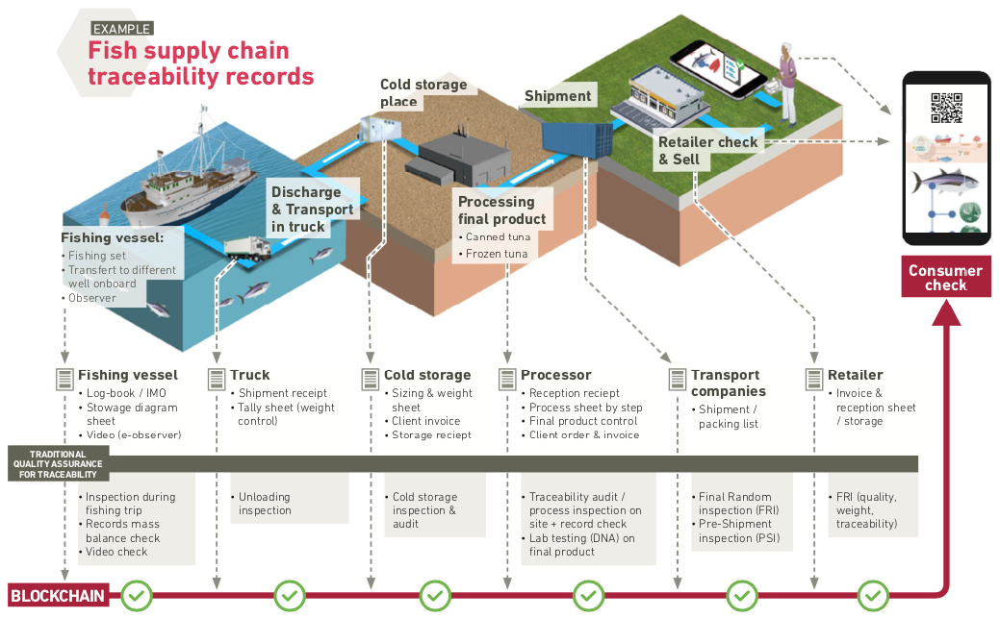 EXAMPLE
Fish supply chain
traceability records
Cold storage
place
Shipment
Retailer check
& Sell
Discharge
& Transport
in truck
Processing
final product
• Canned tuna
• Frozen tuna
Fishing vessel:
• Fishing set
• Transfert to different
well onboard
• Observer
Consumer
check
Fishing vessel
• Log-book / IMO
• Stowage diagram
sheet
• Video (e-observer)
Truck
• Shipment receipt
• Tally sheet (weight
control)
Cold storage
• Sizing & weight
sheet
• Client invoice
• Storage reciept
Processor
• Reception reciept
• Process sheet by step
• Final product control
• Client order & invoice
Transport
companies
• Shipment /
packing list
Retailer
• Invoice &
reception sheet
/ storage
TRADITIONAL
QUALITY ASSURANCE
FOR TRACEABILITY
• Inspection during
fishing trip
• Records mass
balance check
• Video check
• Unloading
inspection
• Cold storage
inspection &
audit
• Traceability audit /
process inspection on
site + record check
• Lab testing (DNA) on
final product
• Final Random
inspection (FRI)
• Pre-Shipment
inspection (PSI)
• FRI (quality,
weight,
traceability)
BLOCKCHAIN